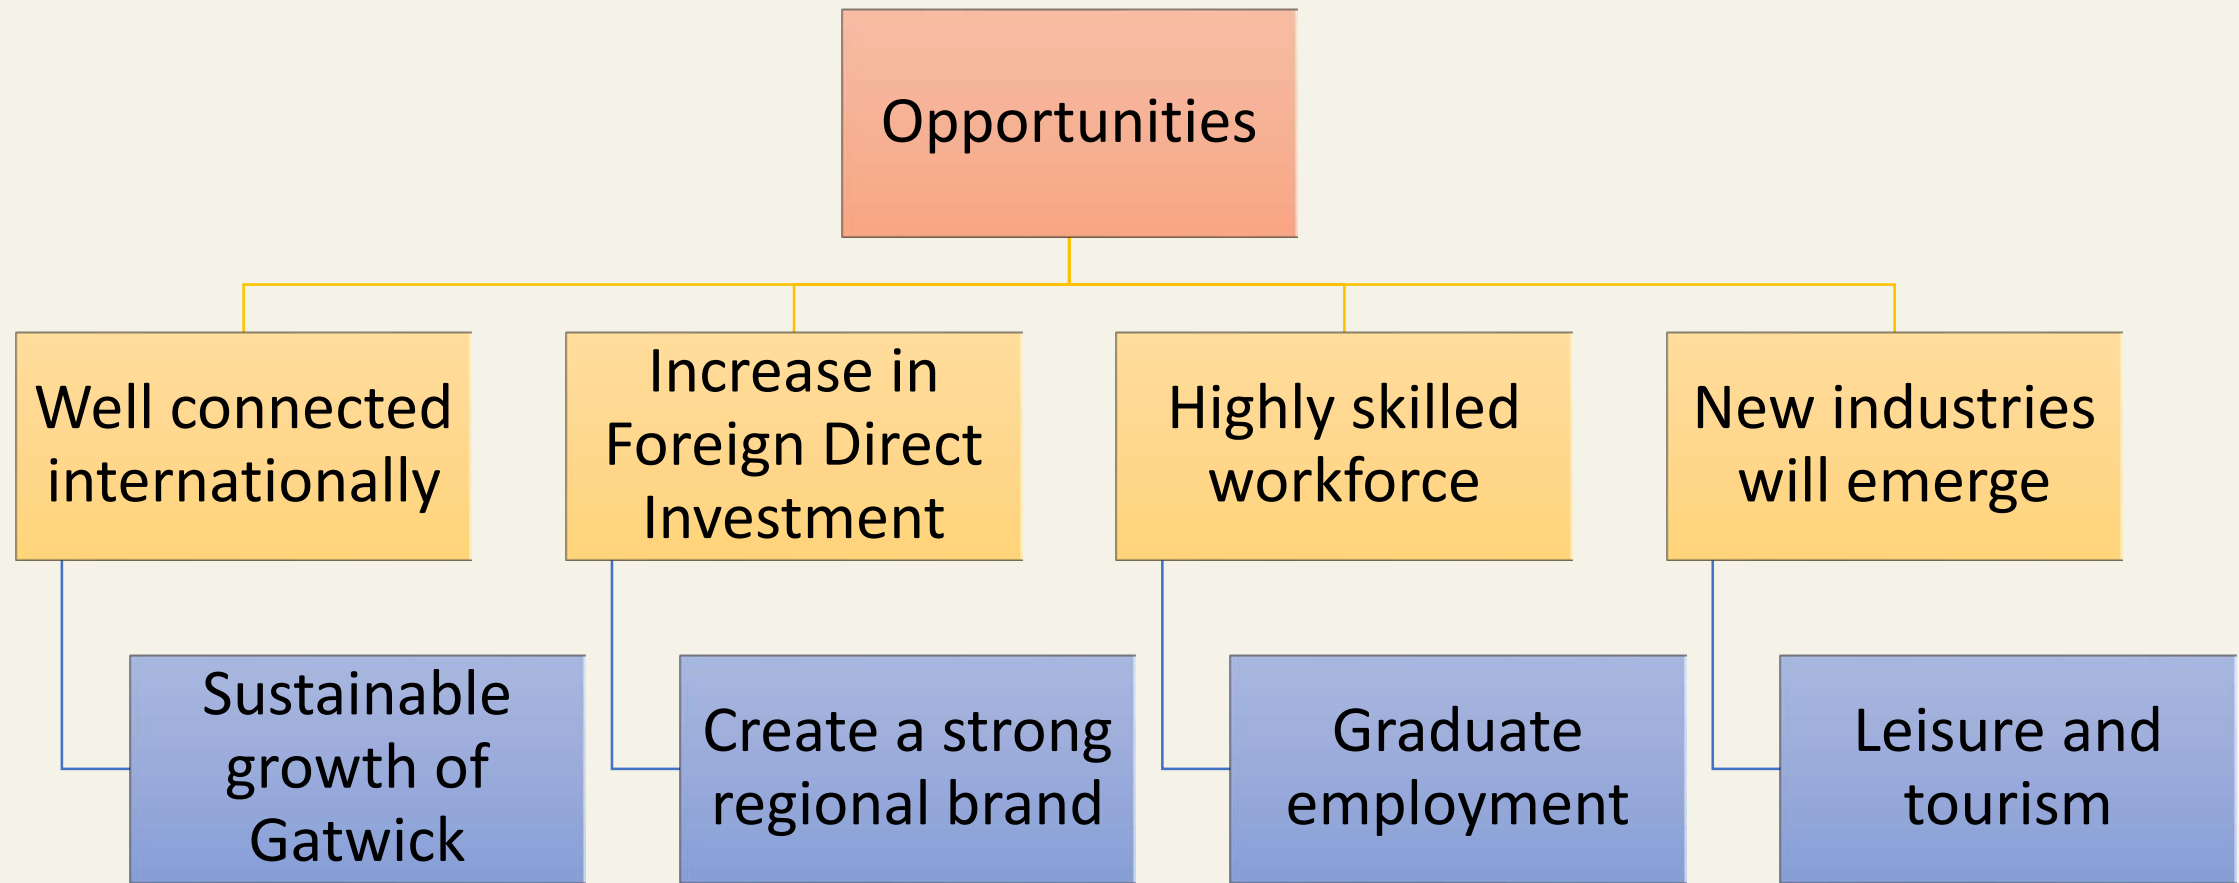 Opportunities
Well connected
internationally
Increase in
Foreign Direct
Investment
Highly skilled
workforce
New industries
will emerge
Sustainable
growth of
Gatwick
Create a strong
regional brand
Graduate
employment
Leisure and
tourism